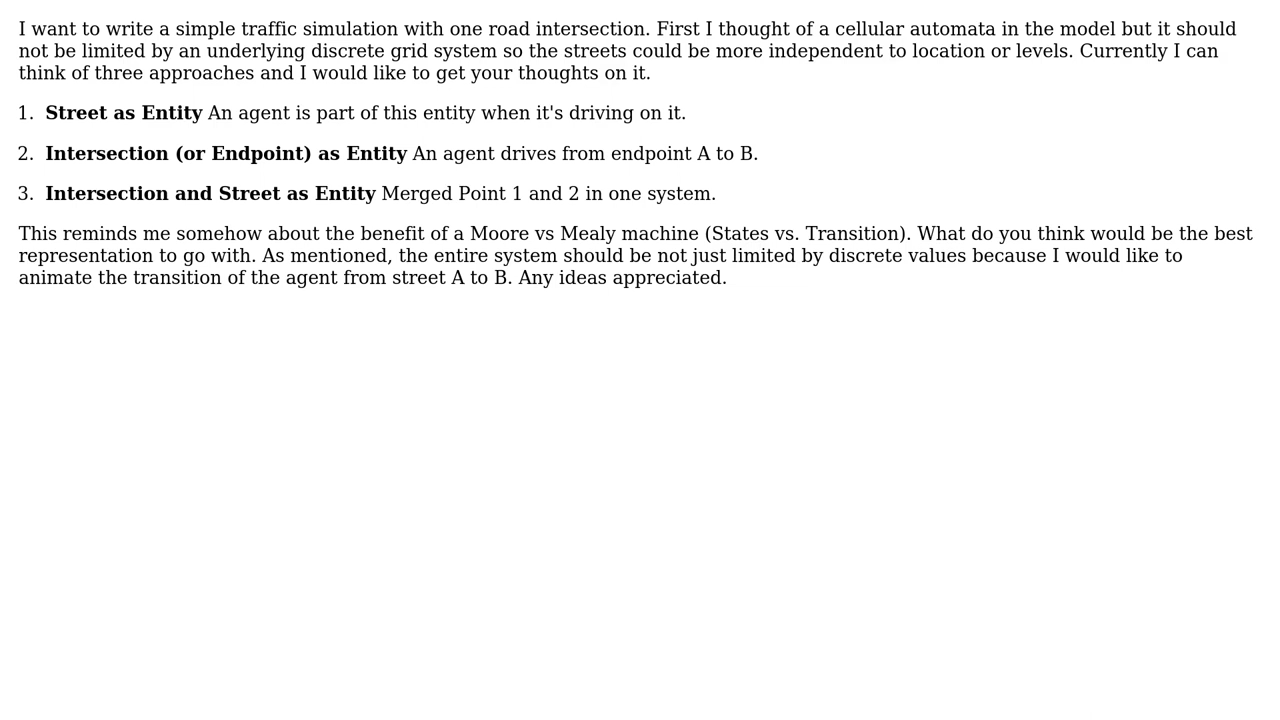 I want to write a simple traffic simulation with one road intersection. First I thought of a cellular automata in the model but it should
not be limited by an underlying discrete grid system so the streets could be more independent to location or levels. Currently I can
think of three approaches and I would like to get your thoughts on it.
1. Street as Entity An agent is part of this entity when it's driving on it.
2. Intersection (or Endpoint) as Entity An agent drives from endpoint A to B.
3. Intersection and Street as Entity Merged Point 1 and 2 in one system.
This reminds me somehow about the benefit of a Moore vs Mealy machine (States vs. Transition). What do you think would be the best
representation to go with. As mentioned, the entire system should be not just limited by discrete values because I would like to
animate the transition of the agent from street A to B. Any ideas appreciated.